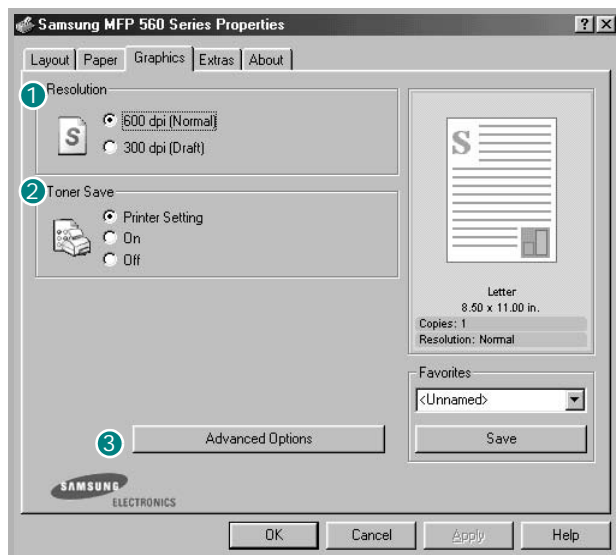 Samsung MFP 560 Series Properties
Layout Paper Graphics Extras About
1 Resolution
S
600 dpi (Normal)
300 dpi (Draft)
2 Toner Save
Printer Setting
On
Off
S
Letter
8.50 x 11.00 in.
Copies: 1
Resolution: Normal
Favorites
<Unnamed>
Save
3 Advanced Options
SAMSUNG
ELECTRONICS
OK Cancel Apply Help